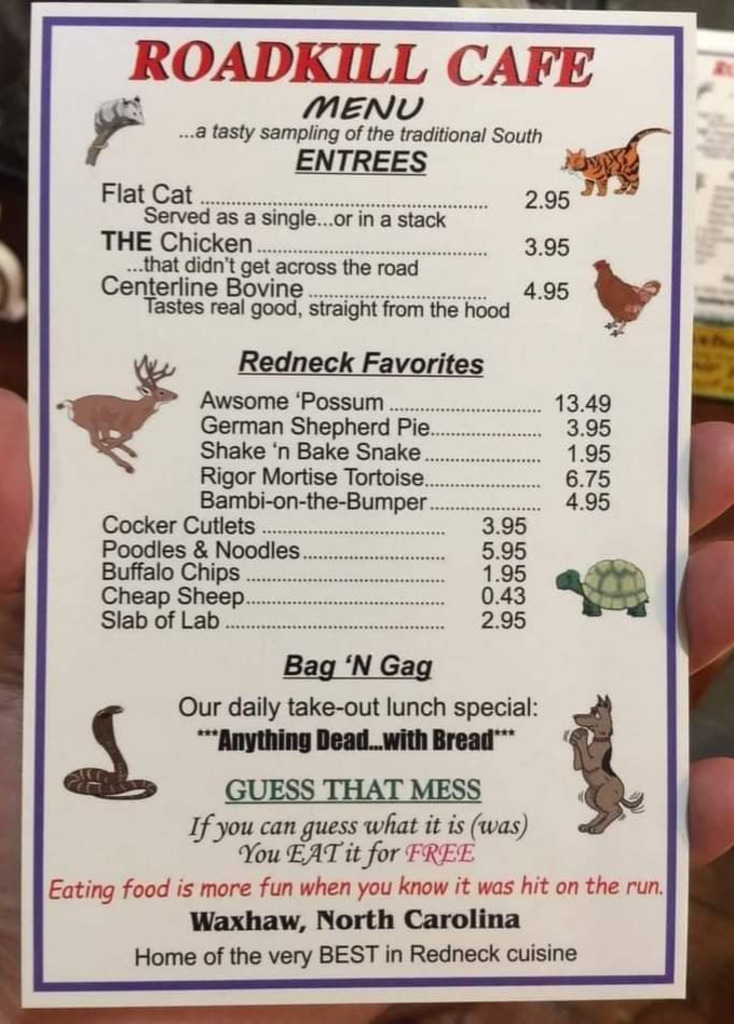 ROADKILL CAFE
MENU
...a tasty sampling of the traditional South
ENTREES
Flat Cat ................................................ 2.95
Served as a single...or in a stack
THE Chicken ....................................... 3.95
...that didn't get across the road
Centerline Bovine .............................. 4.95
Tastes real good, straight from the hood
Redneck Favorites
Awsome 'Possum .......................... 13.49
German Shepherd Pie................... 3.95
Shake 'n Bake Snake .................... 1.95
Rigor Mortise Tortoise.................... 6.75
Bambi-on-the-Bumper................... 4.95
Cocker Cutlets ............................... 3.95
Poodles & Noodles........................ 5.95
Buffalo Chips ................................. 1.95
Cheap Sheep.................................. 0.43
Slab of Lab ..................................... 2.95
Bag 'N Gag
Our daily take-out lunch special:
***Anything Dead...with Bread***
GUESS THAT MESS
If you can guess what it is (was)
You EAT it for FREE
Eating food is more fun when you know it was hit on the run.
Waxhaw, North Carolina
Home of the very BEST in Redneck cuisine